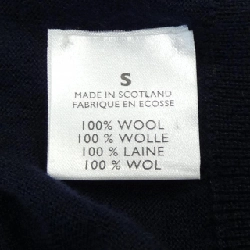 S
MADE IN SCOTLAND
FABRIQUE EN ECOSSE
100% WOOL
100 % WOLLE
100 % LAINE
100 % WOL